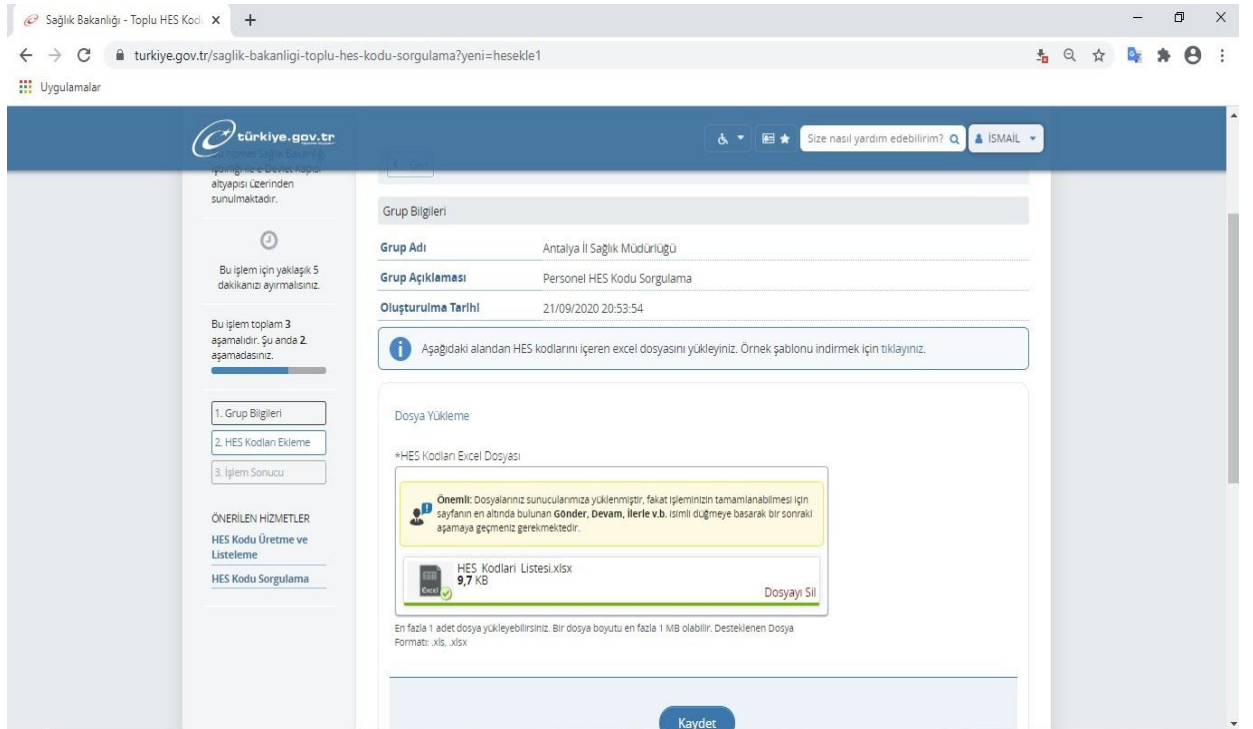 Sağlık Bakanlığı - Toplu HES Kod
turkiye.gov.tr/saglik-bakanligi-toplu-hes-kodu-sorgulama?yeni=hesekle1
Uygulamalar
türkiye.gov.tr
Size nasıl yardım edebilirim?
İSMAİL
altyapısı üzerinden
sunulmaktadır.
Bu işlem için yaklaşık 5
dakikanızı ayırmalısınız.
Bu işlem toplam 3
aşamalıdır. Şu anda 2.
aşamadasınız.
1. Grup Bilgileri
2. HES Kodları Ekleme
3. İşlem Sonucu
ÖNERİLEN HİZMETLER
HES Kodu Üretme ve
Listeleme
HES Kodu Sorgulama
Grup Bilgileri
Grup Adı Antalya İl Sağlık Müdürlüğü
Grup Açıklaması Personel HES Kodu Sorgulama
Oluşturulma Tarihi 21/09/2020 20:53:54
Aşağıdaki alandan HES kodlarını içeren excel dosyasını yükleyiniz. Örnek şablonu indirmek için tıklayınız.
Dosya Yükleme
*HES Kodları Excel Dosyası
Önemli: Dosyalarınız sunucularımıza yüklenmiştir, fakat işleminizin tamamlanabilmesi için
sayfanın en altında bulunan Gönder, Devam, İlerle v.b. isimli düğmeye basarak bir sonraki
aşamaya geçmeniz gerekmektedir.
Excel
HES Kodlari Listesi.xlsx
9,7 KB
Dosyayı Sil
En fazla 1 adet dosya yükleyebilirsiniz. Bir dosya boyutu en fazla 1 MB olabilir. Desteklenen Dosya
Formatı: .xls, .xlsx
Kaydet